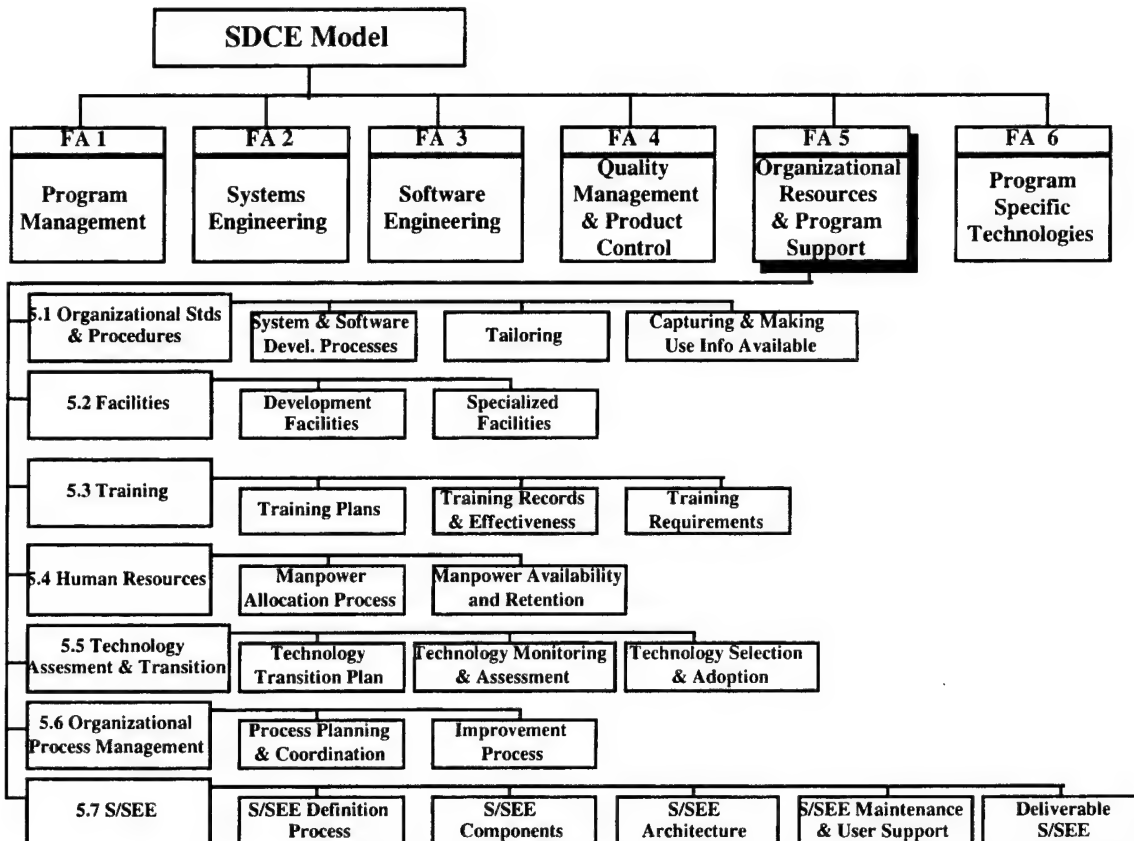 SDCE Model
FA 1
Program
Management
FA 2
Systems
Engineering
FA 3
Software
Engineering
FA 4
Quality
Management
& Product
Control
FA 5
Organizational
Resources
& Program
Support
FA 6
Program
Specific
Technologies
5.1 Organizational Stds
& Procedures
System & Software
Devel. Processes
Tailoring
Capturing & Making
Use Info Available
5.2 Facilities
Development
Facilities
Specialized
Facilities
5.3 Training
Training Plans
Training Records
& Effectiveness
Training
Requirements
5.4 Human Resources
Manpower
Allocation Process
Manpower Availability
and Retention
5.5 Technology
Assesment & Transition
Technology
Transition Plan
Technology Monitoring
& Assessment
Technology Selection
& Adoption
5.6 Organizational
Process Management
Process Planning
& Coordination
Improvement
Process
5.7 S/SEE
S/SEE Definition
Process
S/SEE
Components
S/SEE
Architecture
S/SEE Maintenance
& User Support
Deliverable
S/SEE